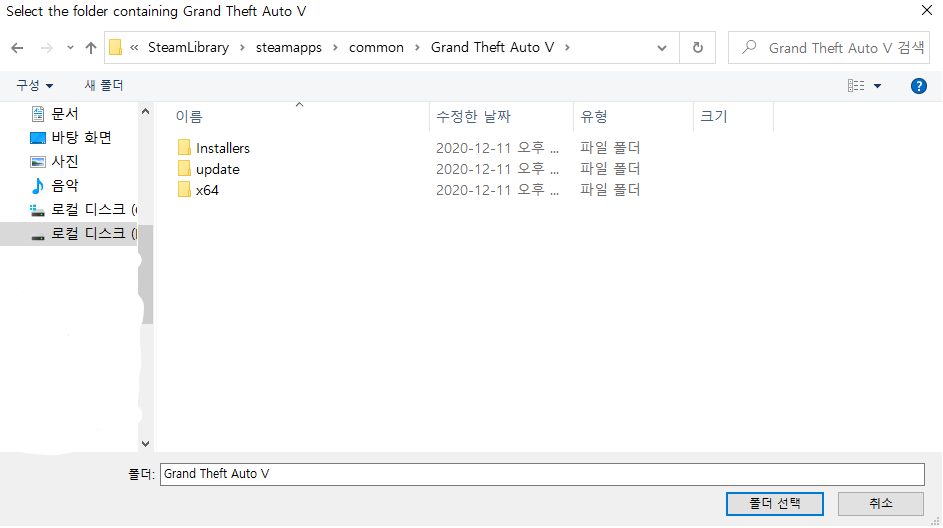 Select the folder containing Grand Theft Auto V
« SteamLibrary › steamapps › common › Grand Theft Auto V ›
Grand Theft Auto V 검색
구성 새 폴더
문서
바탕 화면
사진
음악
로컬 디스크 (
로컬 디스크 (
이름 수정한 날짜 유형 크기
Installers 2020-12-11 오후 ... 파일 폴더
update 2020-12-11 오후 ... 파일 폴더
x64 2020-12-11 오후 ... 파일 폴더
폴더: Grand Theft Auto V
폴더 선택 취소